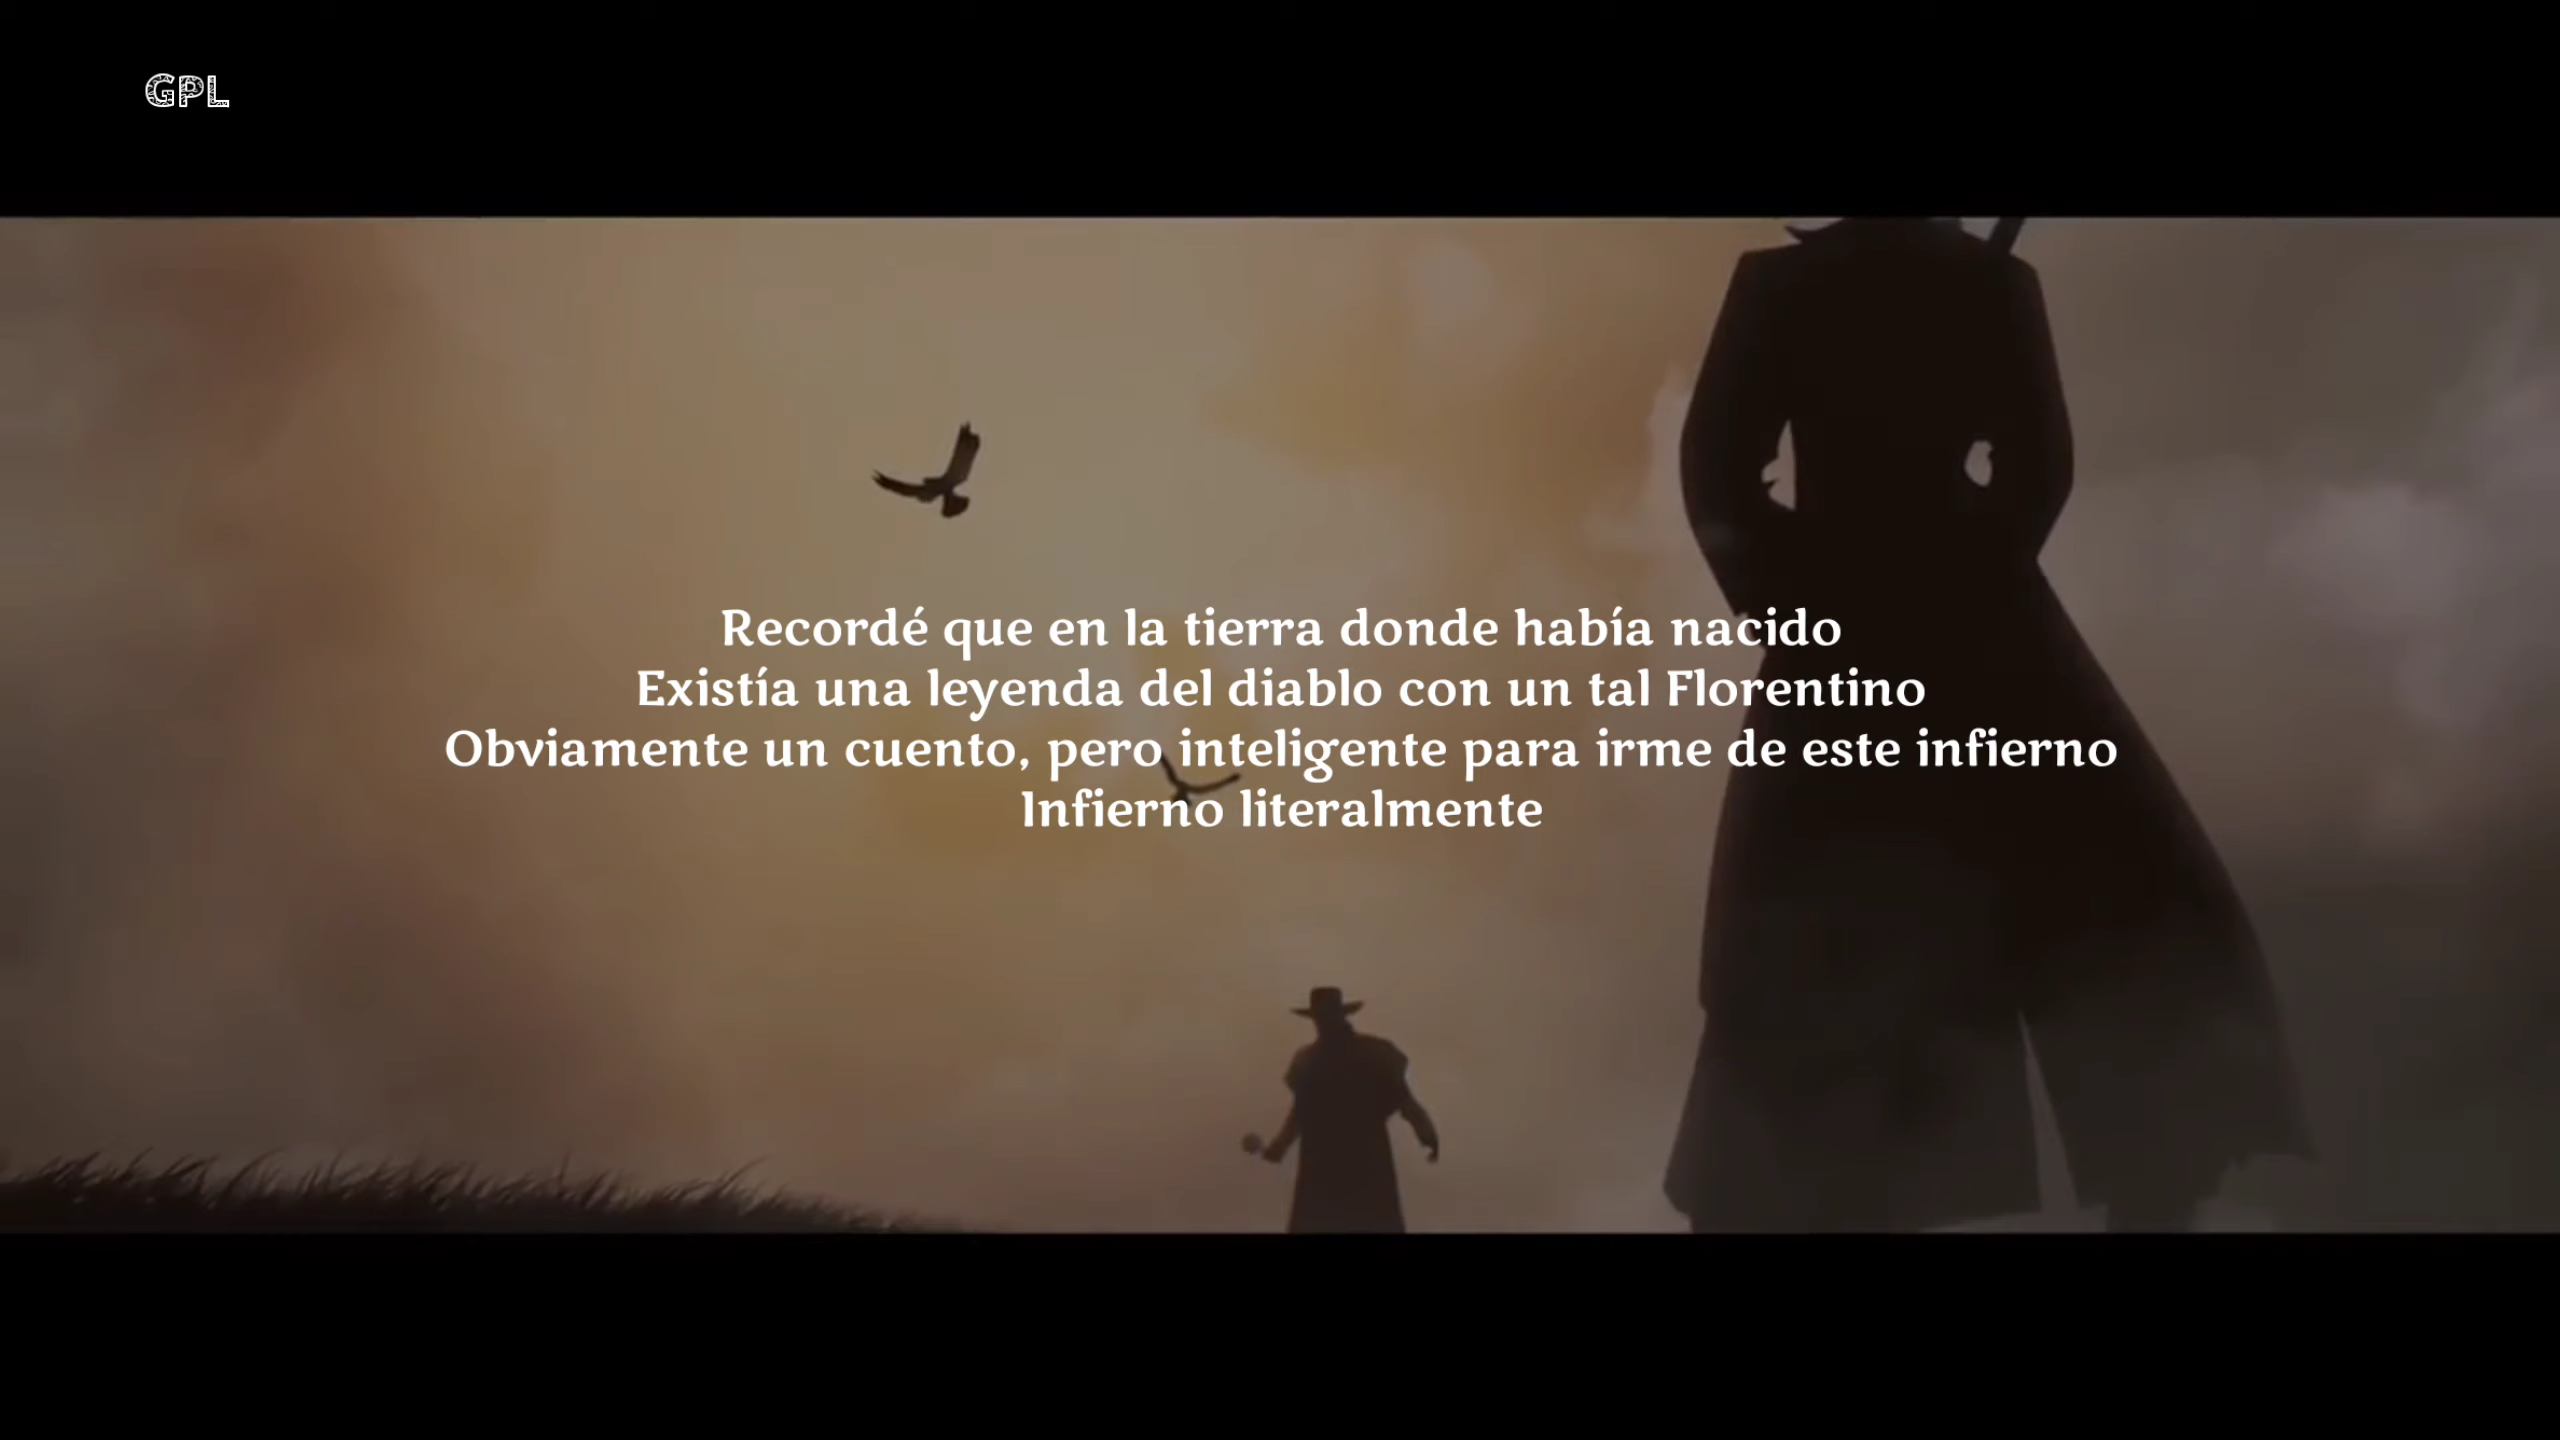 GPL
Recordé que en la tierra donde había nacido
Existía una leyenda del diablo con un tal Florentino
Obviamente un cuento, pero inteligente para irme de este infierno
Infierno literalmente